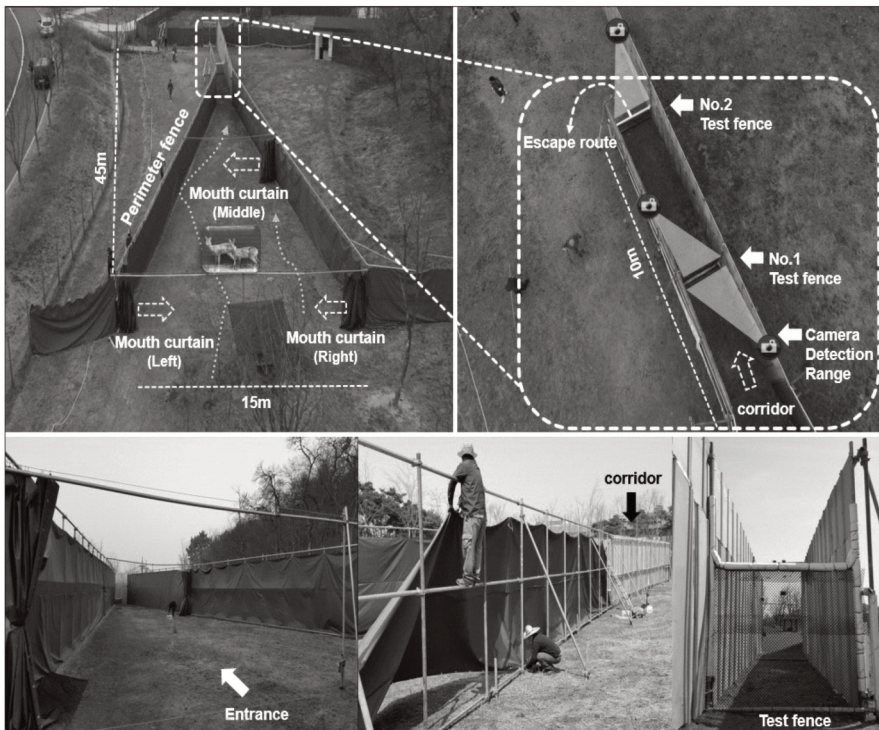 45m
Perimeter fence
Mouth curtain
(Middle)
Mouth curtain
(Left)
Mouth curtain
(Right)
15m
No.2
Test fence
Escape route
10m
No.1
Test fence
Camera
Detection
Range
corridor
Entrance
corridor
Test fence